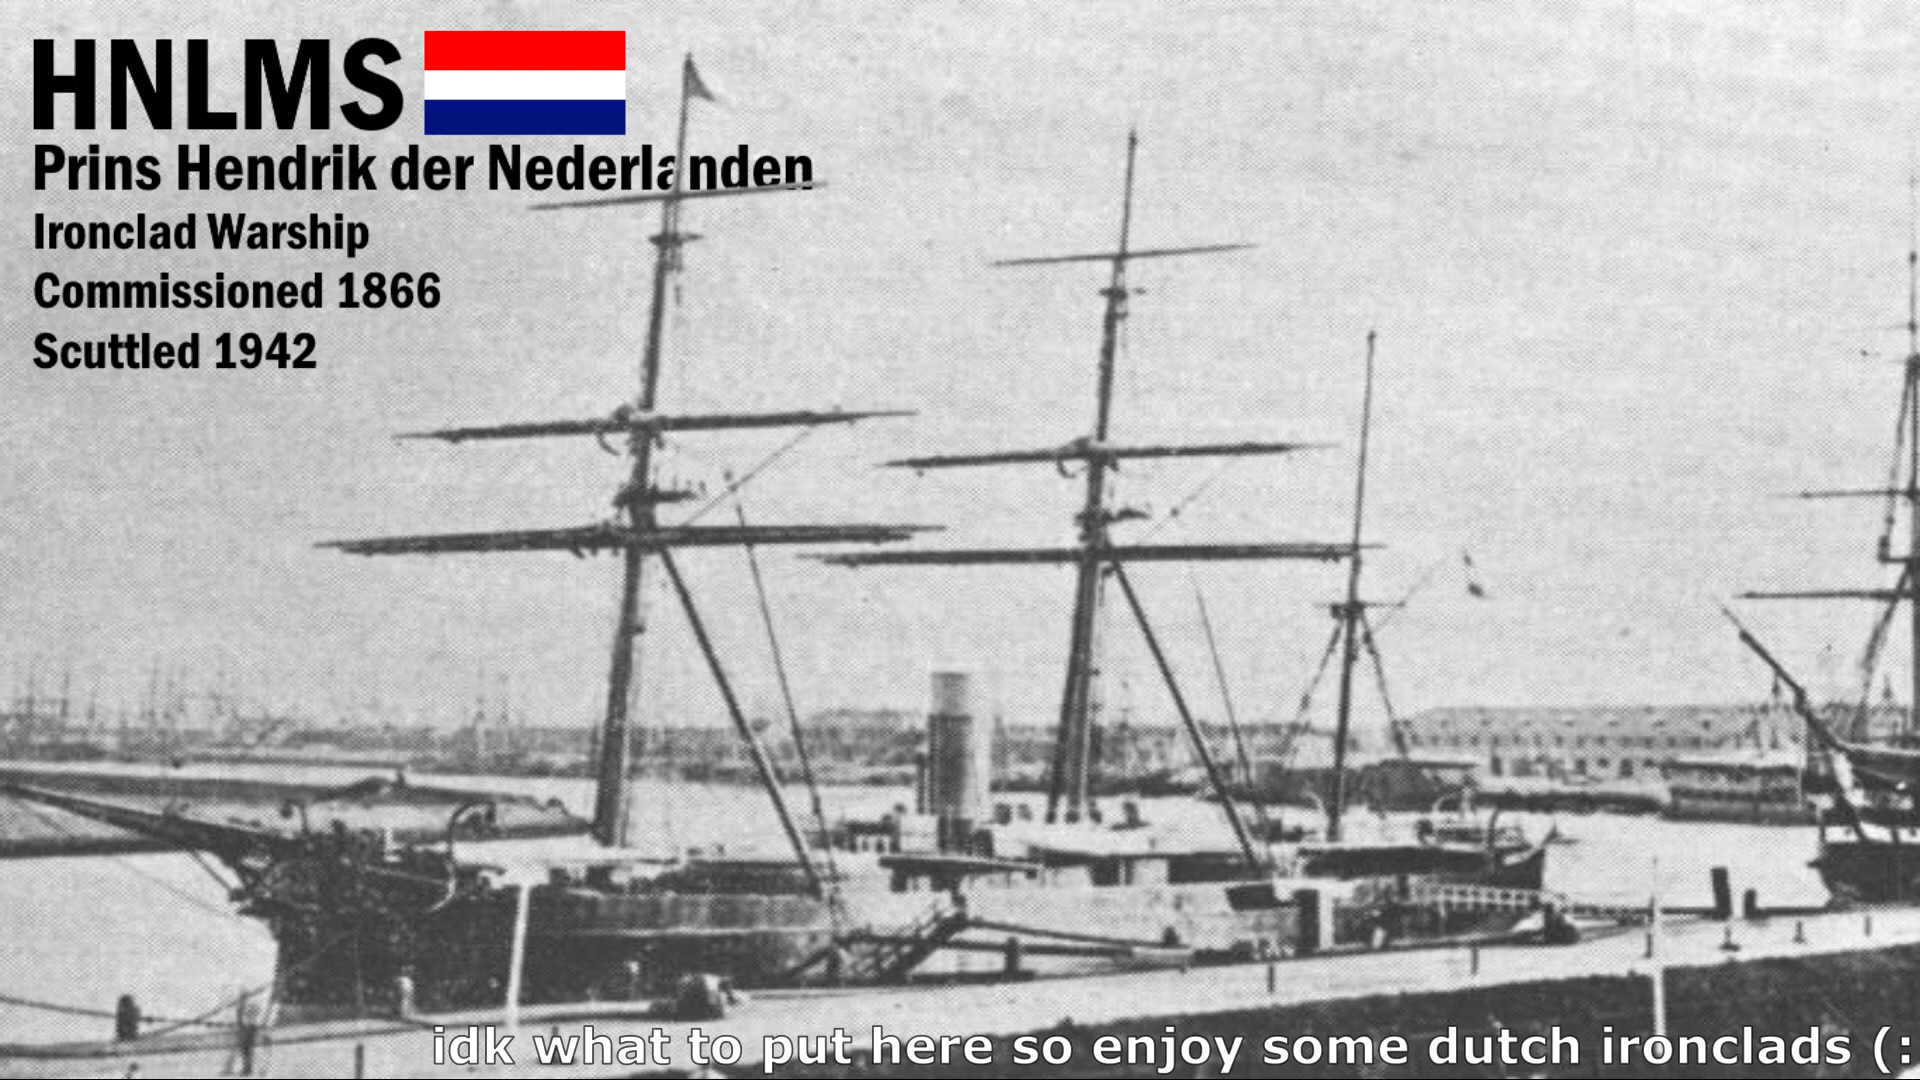 HNLMS
Prins Hendrik der Nederlanden
Ironclad Warship
Commissioned 1866
Scuttled 1942
idk what to put here so enjoy some dutch ironclads (: